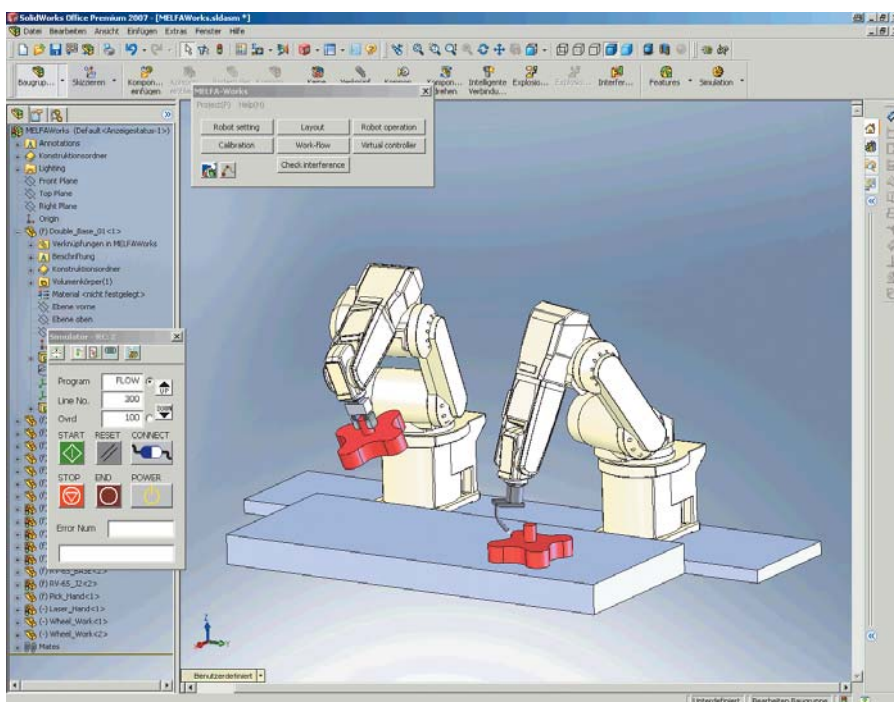 SolidWorks Office Premium 2007 - [MELFAWorks.sldasm *]
Datei Bearbeiten Ansicht Einfügen Extras Fenster Hilfe
Baugrup... Skizzieren Kompon... einfügen
Intelligente Verbindu... Explosio... Interfer... Features Simulation
MELFA-Works
Project(P) Help(H)
Robot setting Layout Robot operation
Calibration Work-flow Virtual controller
Check interference
MELFAWorks (Default<Anzeigestatus-1>)
Annotations
Konstruktionsordner
Lighting
Front Plane
Top Plane
Right Plane
Origin
(f) Double_Base_01<1>
Verknüpfungen in MELFAWorks
Beschriftung
Konstruktionsordner
Volumenkörper(1)
Material <nicht festgelegt>
Ebene vorne
Ebene oben
Program FLOW
UP
Line No. 300
DOWN
Ovrd 100
START RESET CONNECT
STOP END POWER
Error Num
(f) RV-6S_BASE<2>
(f) RV-6S_J2<2>
(f) Pick_Hand<1>
(-) Laser_Hand<1>
(-) Wheel_Work<1>
(-) Wheel_Work<2>
Mates
Z
Y
Benutzerdefiniert
Unterdefiniert Bearbeiten Baugruppe